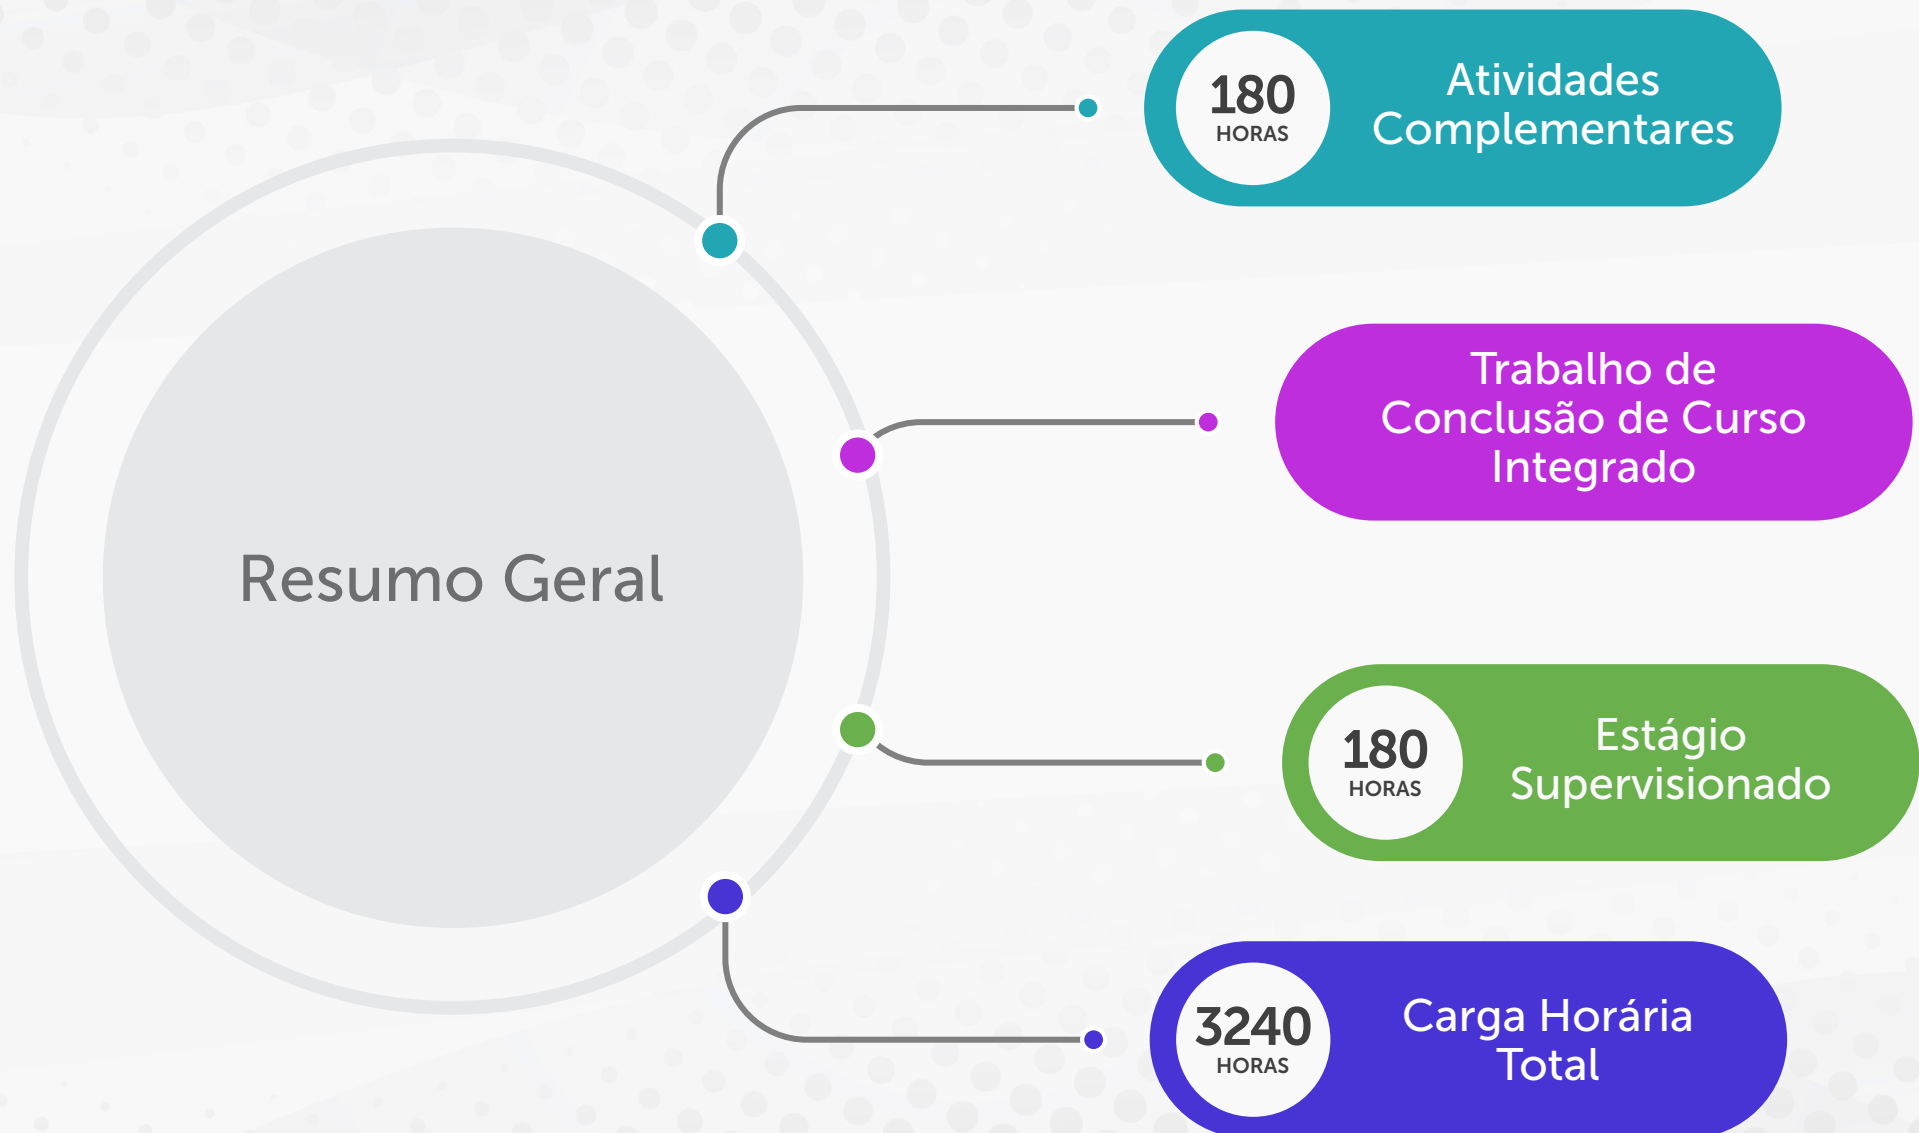 Resumo Geral
180
HORAS
Atividades
Complementares
Trabalho de
Conclusão de Curso
Integrado
180
HORAS
Estágio
Supervisionado
3240
HORAS
Carga Horária
Total